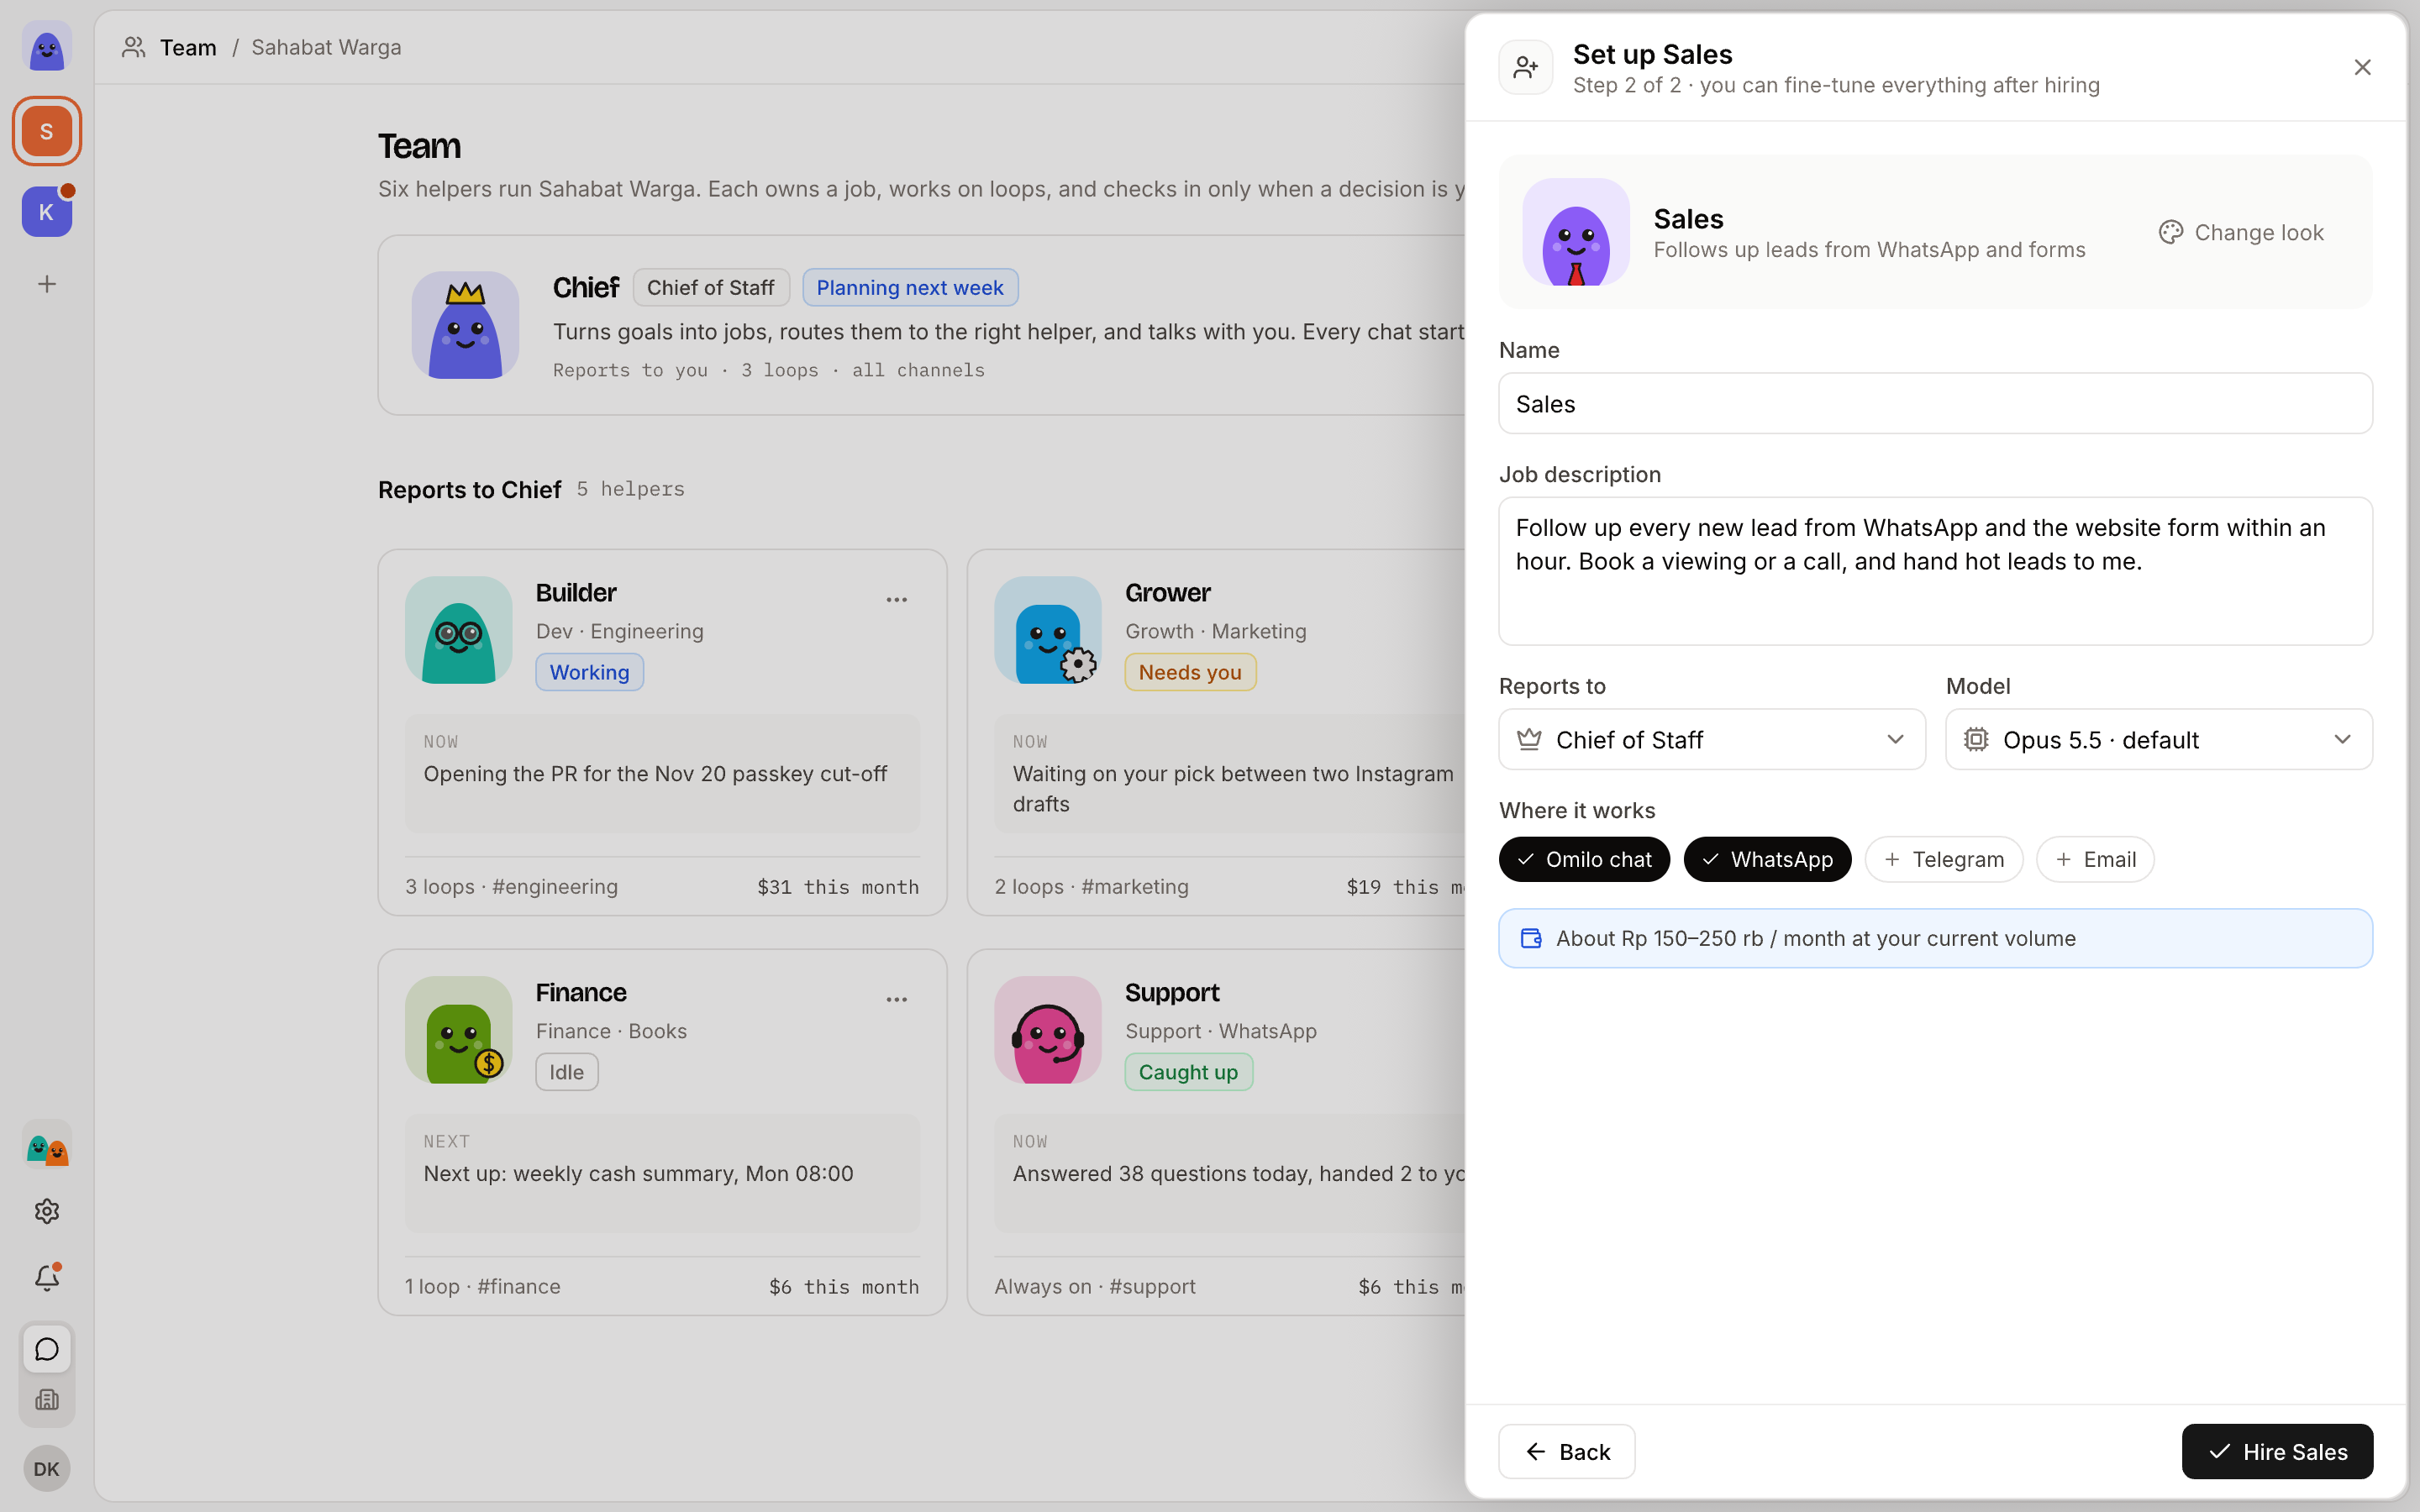 S
K
DK
Team / Sahabat Warga
Team
Six helpers run Sahabat Warga. Each owns a job, works on loops, and checks in only when a decision is
Chief
Chief of Staff
Planning next week
Turns goals into jobs, routes them to the right helper, and talks with you. Every chat start
Reports to you · 3 loops · all channels
Reports to Chief 5 helpers
Builder
Dev · Engineering
Working
NOW
Opening the PR for the Nov 20 passkey cut-off
3 loops · #engineering $31 this month
Grower
Growth · Marketing
Needs you
NOW
Waiting on your pick between two Instagram
drafts
2 loops · #marketing $19 this
Finance
Finance · Books
Idle
NEXT
Next up: weekly cash summary, Mon 08:00
1 loop · #finance $6 this month
Support
Support · WhatsApp
Caught up
NOW
Answered 38 questions today, handed 2 to
Always on · #support $6 this
Set up Sales
Step 2 of 2 · you can fine-tune everything after hiring
Sales
Follows up leads from WhatsApp and forms
Change look
Name
Sales
Job description
Follow up every new lead from WhatsApp and the website form within an
hour. Book a viewing or a call, and hand hot leads to me.
Reports to
Chief of Staff
Model
Opus 5.5 · default
Where it works
Omilo chat
WhatsApp
Telegram
Email
About Rp 150–250 rb / month at your current volume
Back
Hire Sales